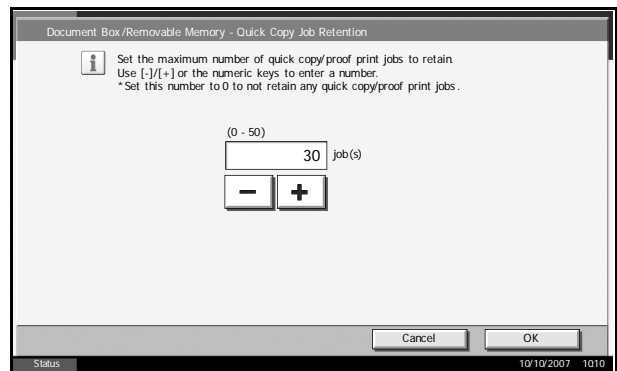 Document Box/Removable Memory - Quick Copy Job Retention
Set the maximum number of quick copy/proof print jobs to retain.
Use [-]/[+] or the numeric keys to enter a number.
*Set this number to 0 to not retain any quick copy/proof print jobs.
(0 - 50)
30 job(s)
− +
Cancel OK
Status 10/10/2007 10:10